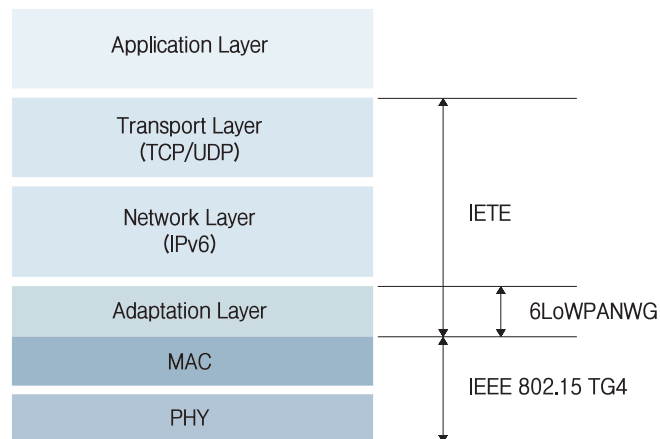 Application Layer
Transport Layer
(TCP/UDP)
Network Layer
(IPv6)
IETE
Adaptation Layer
6LoWPANWG
MAC
IEEE 802.15 TG4
PHY